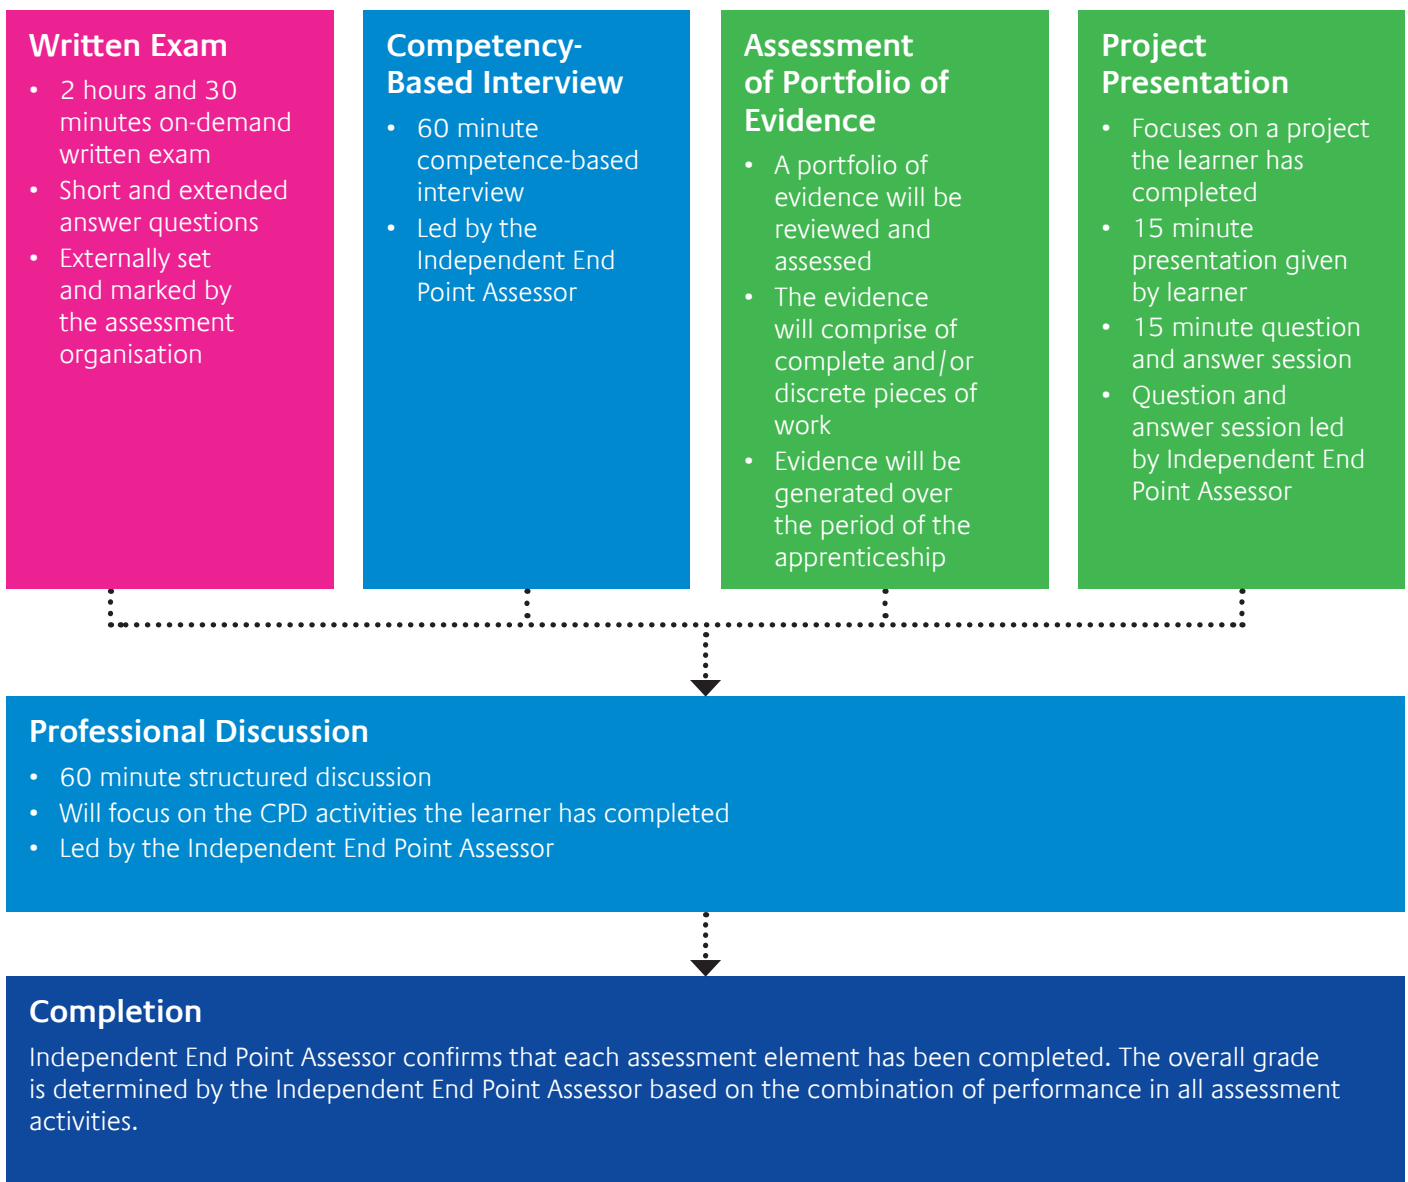 Written Exam
• 2 hours and 30
minutes on-demand
written exam
• Short and extended
answer questions
• Externally set
and marked by
the assessment
organisation
Competency-
Based Interview
• 60 minute
competence-based
interview
• Led by the
Independent End
Point Assessor
Assessment
of Portfolio of
Evidence
• A portfolio of
evidence will be
reviewed and
assessed
• The evidence
will comprise of
complete and/or
discrete pieces of
work
• Evidence will be
generated over
the period of the
apprenticeship
Project
Presentation
• Focuses on a project
the learner has
completed
• 15 minute
presentation given
by learner
• 15 minute question
and answer session
• Question and
answer session led
by Independent End
Point Assessor
Professional Discussion
• 60 minute structured discussion
• Will focus on the CPD activities the learner has completed
• Led by the Independent End Point Assessor
Completion
Independent End Point Assessor confirms that each assessment element has been completed. The overall grade
is determined by the Independent End Point Assessor based on the combination of performance in all assessment
activities.